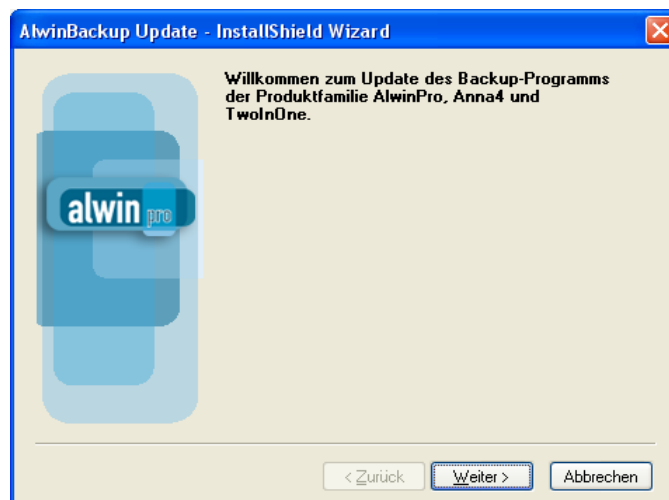 AlwinBackup Update - InstallShield Wizard
Willkommen zum Update des Backup-Programms
der Produktfamilie AlwinPro, Anna4 und
TwoInOne.
alwin pro
< Zurück Weiter > Abbrechen